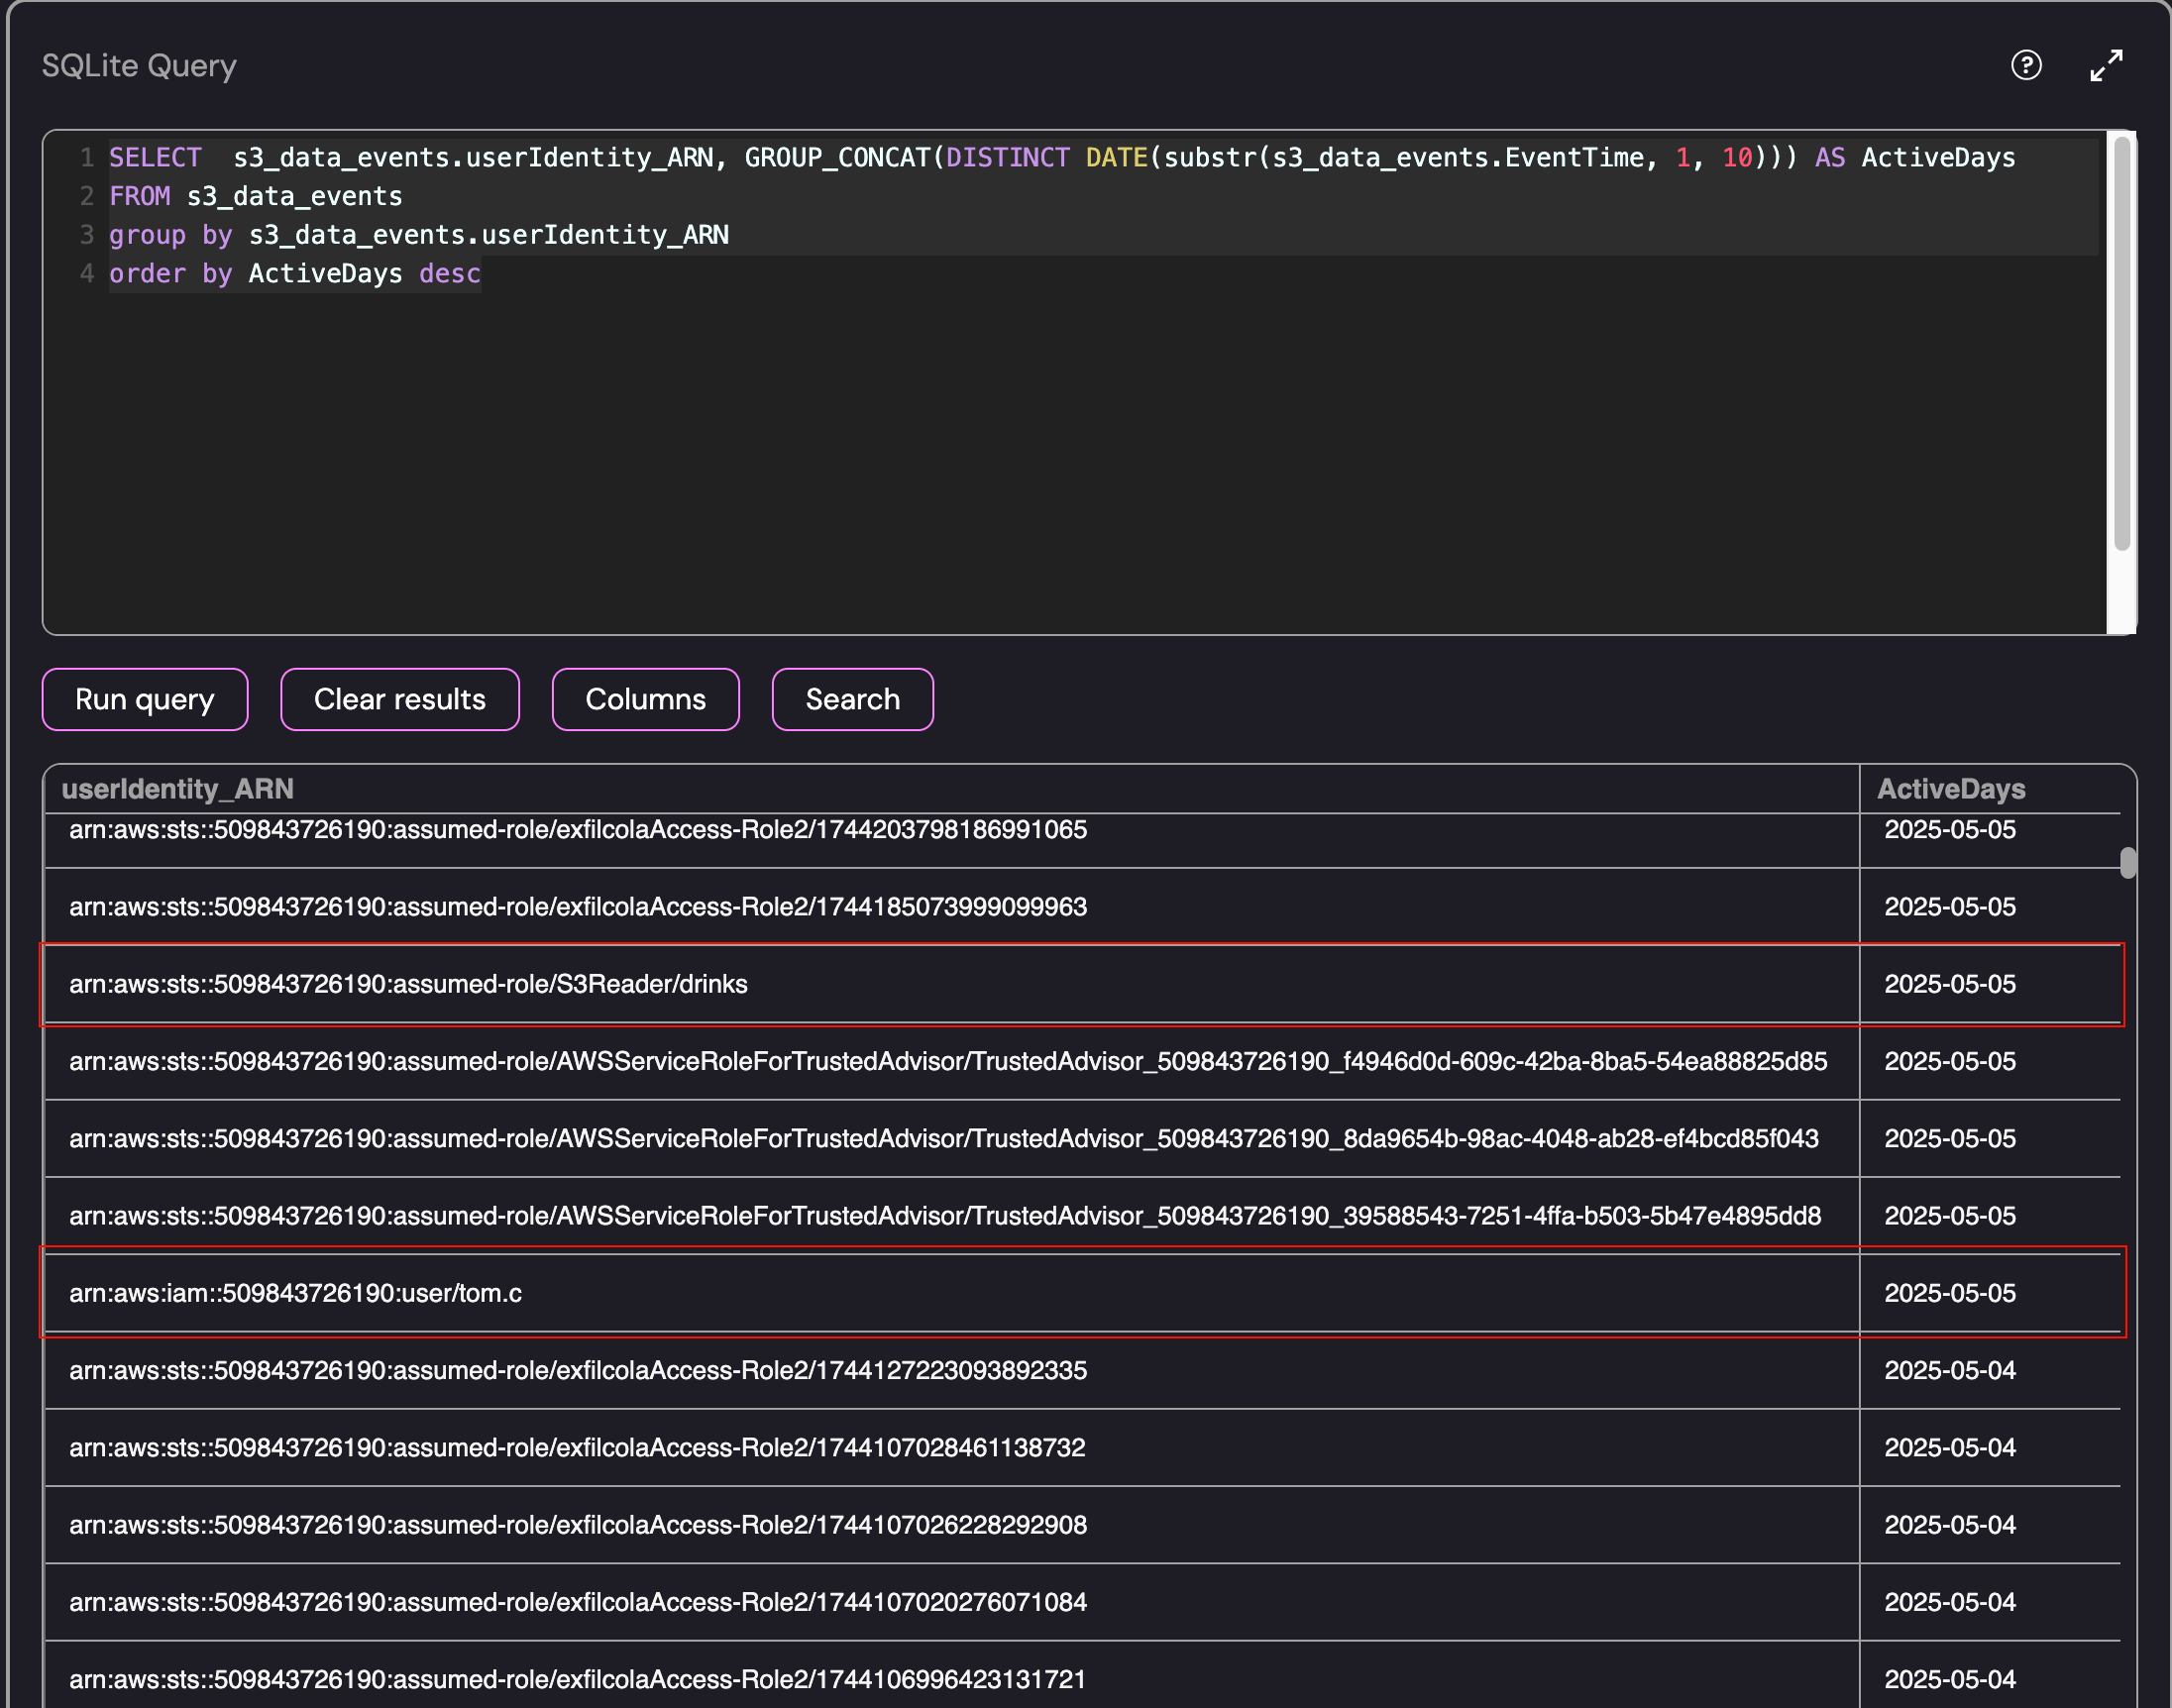 SQLite Query
?
1 SELECT  s3_data_events.userIdentity_ARN, GROUP_CONCAT(DISTINCT DATE(substr(s3_data_events.EventTime, 1, 10))) AS ActiveDays
2 FROM s3_data_events
3 group by s3_data_events.userIdentity_ARN
4 order by ActiveDays desc
Run query Clear results Columns Search
userIdentity_ARN ActiveDays
arn:aws:sts::509843726190:assumed-role/exfilcolaAccess-Role2/1744203798186991065 2025-05-05
arn:aws:sts::509843726190:assumed-role/exfilcolaAccess-Role2/1744185073999099963 2025-05-05
arn:aws:sts::509843726190:assumed-role/S3Reader/drinks 2025-05-05
arn:aws:sts::509843726190:assumed-role/AWSServiceRoleForTrustedAdvisor/TrustedAdvisor_509843726190_f4946d0d-609c-42ba-8ba5-54ea88825d85 2025-05-05
arn:aws:sts::509843726190:assumed-role/AWSServiceRoleForTrustedAdvisor/TrustedAdvisor_509843726190_8da9654b-98ac-4048-ab28-ef4bcd85f043 2025-05-05
arn:aws:sts::509843726190:assumed-role/AWSServiceRoleForTrustedAdvisor/TrustedAdvisor_509843726190_39588543-7251-4ffa-b503-5b47e4895dd8 2025-05-05
arn:aws:iam::509843726190:user/tom.c 2025-05-05
arn:aws:sts::509843726190:assumed-role/exfilcolaAccess-Role2/1744127223093892335 2025-05-04
arn:aws:sts::509843726190:assumed-role/exfilcolaAccess-Role2/1744107028461138732 2025-05-04
arn:aws:sts::509843726190:assumed-role/exfilcolaAccess-Role2/1744107026228292908 2025-05-04
arn:aws:sts::509843726190:assumed-role/exfilcolaAccess-Role2/1744107020276071084 2025-05-04
arn:aws:sts::509843726190:assumed-role/exfilcolaAccess-Role2/1744106996423131721 2025-05-04